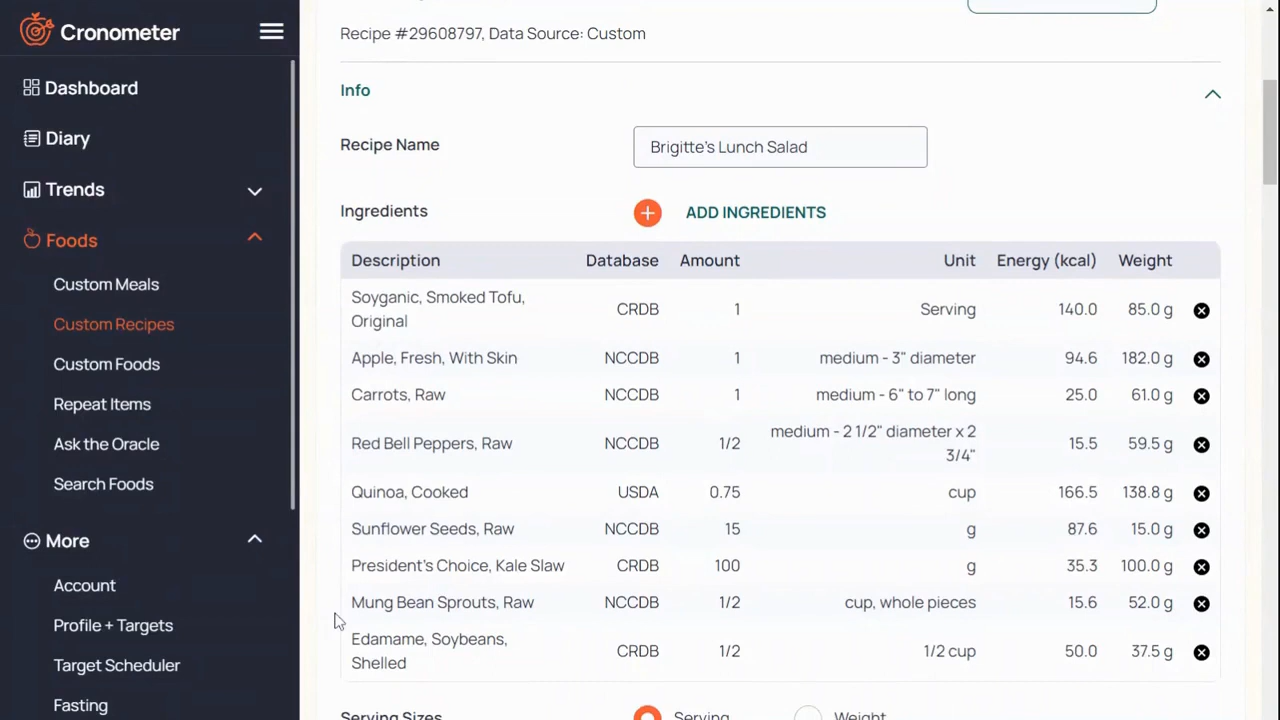 Cronometer
Dashboard
Diary
Trends
Foods
Custom Meals
Custom Recipes
Custom Foods
Repeat Items
Ask the Oracle
Search Foods
More
Account
Profile + Targets
Target Scheduler
Fasting
Recipe #29608797, Data Source: Custom
Info
Recipe Name
Brigitte's Lunch Salad
Ingredients
ADD INGREDIENTS
Description Database Amount Unit Energy (kcal) Weight
Soyganic, Smoked Tofu,
Original CRDB 1 Serving 140.0 85.0 g
Apple, Fresh, With Skin NCCDB 1 medium - 3" diameter 94.6 182.0 g
Carrots, Raw NCCDB 1 medium - 6" to 7" long 25.0 61.0 g
Red Bell Peppers, Raw NCCDB 1/2 medium - 2 1/2" diameter x 2
3/4" 15.5 59.5 g
Quinoa, Cooked USDA 0.75 cup 166.5 138.8 g
Sunflower Seeds, Raw NCCDB 15 g 87.6 15.0 g
President's Choice, Kale Slaw CRDB 100 g 35.3 100.0 g
Mung Bean Sprouts, Raw NCCDB 1/2 cup, whole pieces 15.6 52.0 g
Edamame, Soybeans,
Shelled CRDB 1/2 1/2 cup 50.0 37.5 g
Serving Sizes Serving Weight